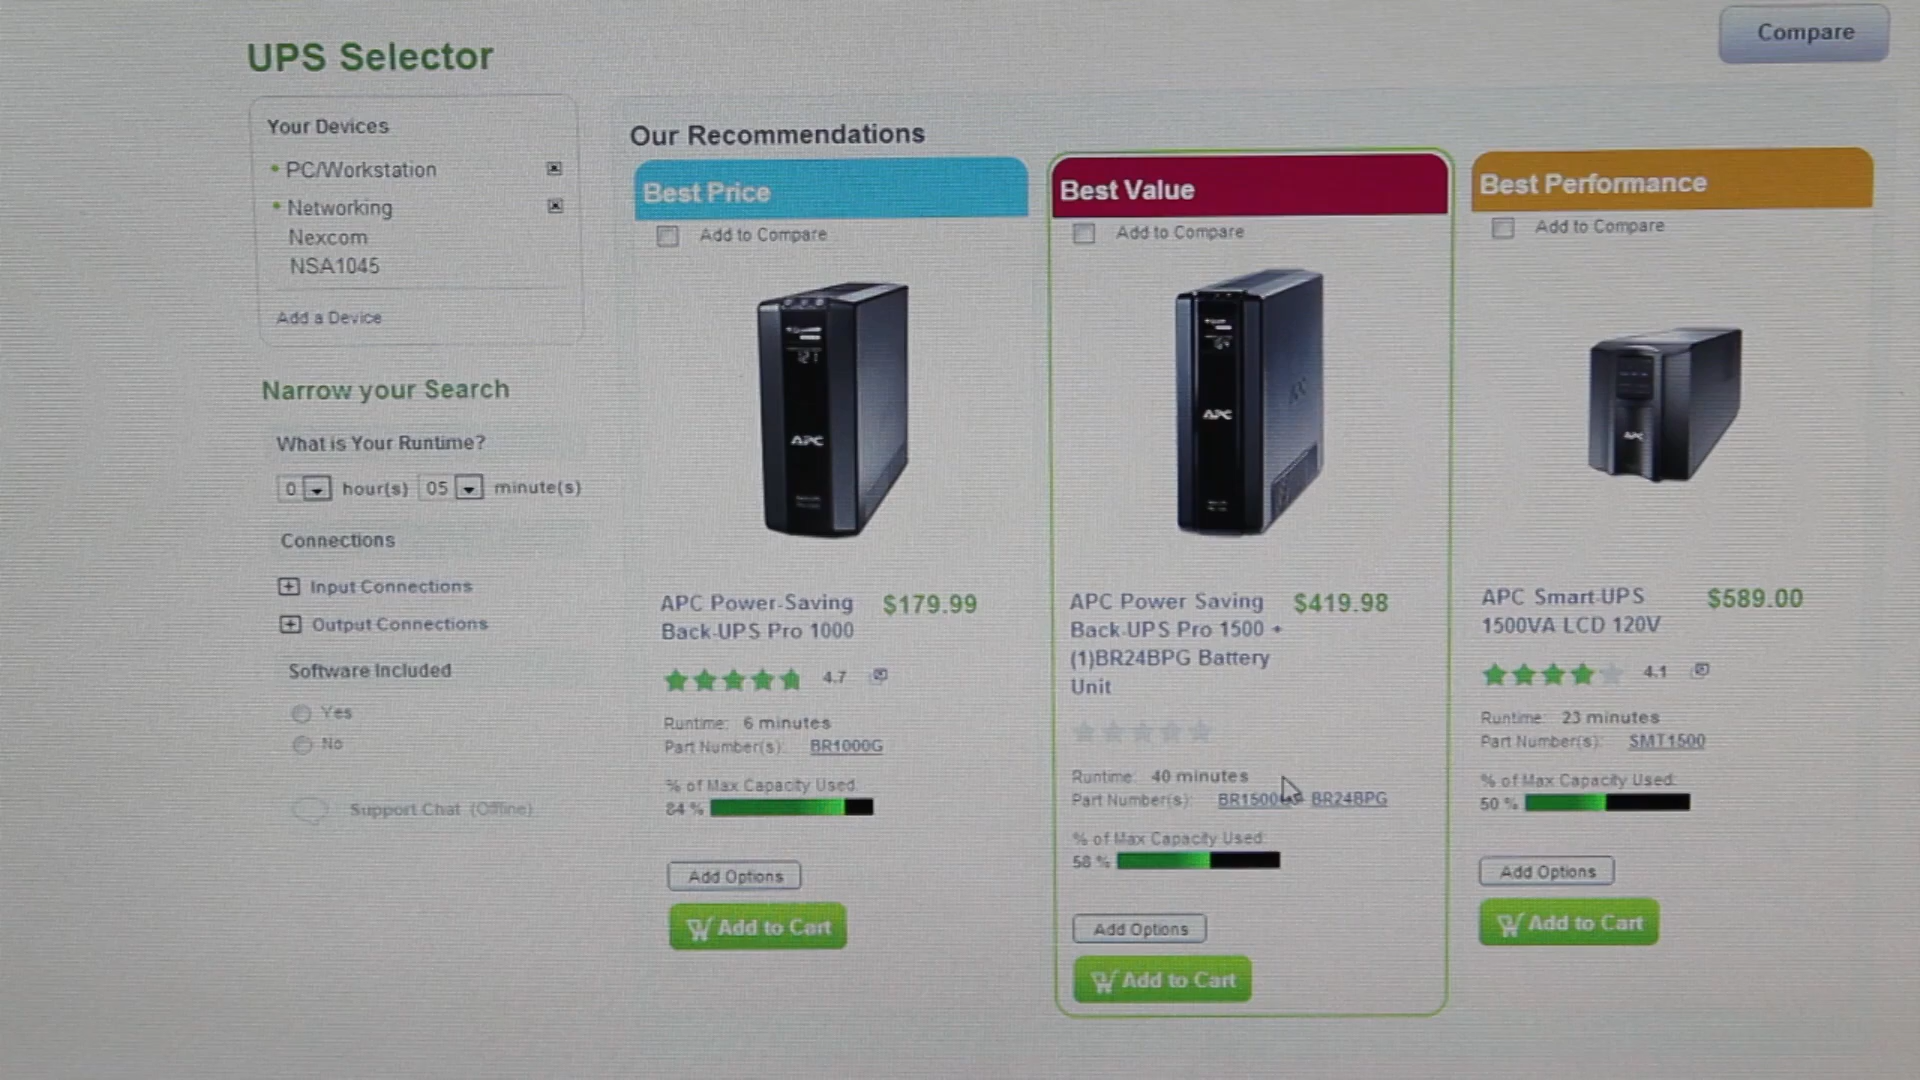 Compare
UPS Selector
Your Devices
PC/Workstation
Networking
Nexcom
NSA1045
Add a Device
Narrow your Search
What is Your Runtime?
0 hour(s) 05 minute(s)
Connections
Input Connections
Output Connections
Software Included
Yes
No
Support Chat (Offline)
Our Recommendations
Best Price
Add to Compare
APC
APC Power-Saving
Back-UPS Pro 1000
$179.99
4.7
Runtime: 6 minutes
Part Number(s): BR1000G
% of Max Capacity Used:
84 %
Add Options
Add to Cart
Best Value
Add to Compare
APC
APC Power Saving
Back-UPS Pro 1500 +
(1)BR24BPG Battery
Unit
$419.98
Runtime: 40 minutes
Part Number(s): BR24BPG
% of Max Capacity Used:
58 %
Add Options
Add to Cart
Best Performance
Add to Compare
APC
APC Smart-UPS
1500VA LCD 120V
$589.00
4.1
Runtime: 23 minutes
Part Number(s): SMT1500
% of Max Capacity Used:
50 %
Add Options
Add to Cart